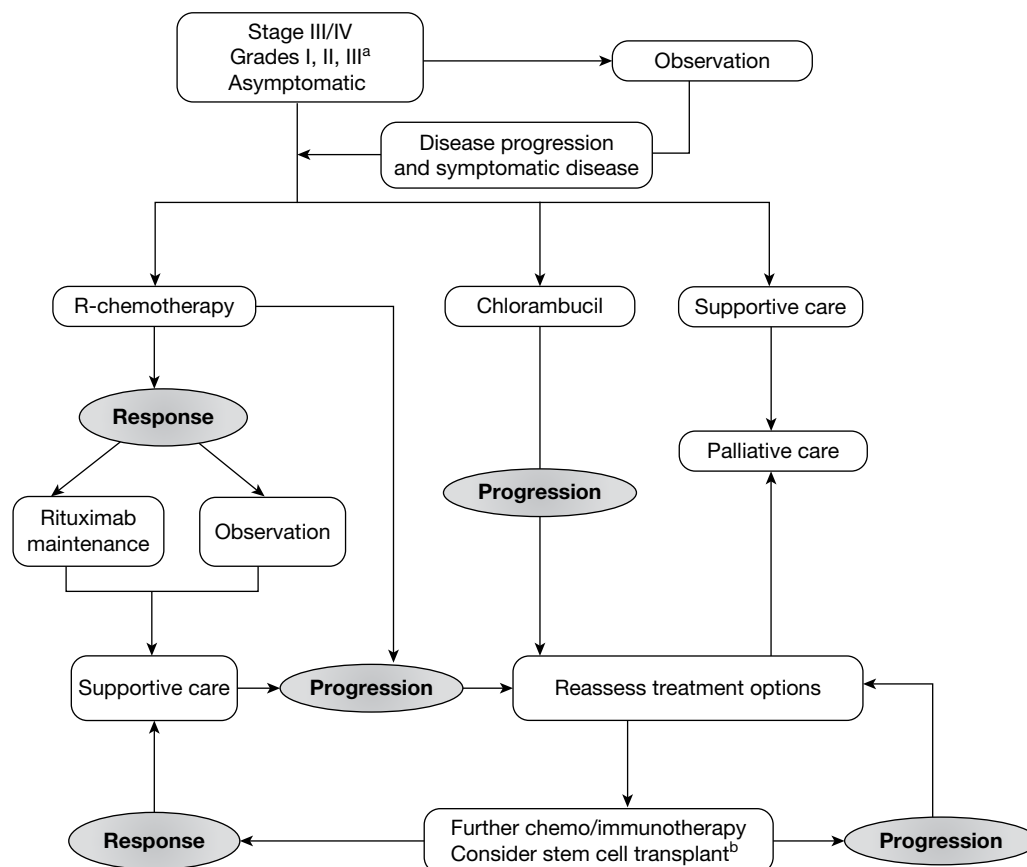 Stage III/IV
Grades I, II, IIIᵃ
Asymptomatic
Observation
Disease progression
and symptomatic disease
R-chemotherapy
Chlorambucil
Supportive care
Response
Palliative care
Progression
Rituximab
maintenance
Observation
Supportive care
Progression
Reassess treatment options
Response
Further chemo/immunotherapy
Consider stem cell transplantᵇ
Progression